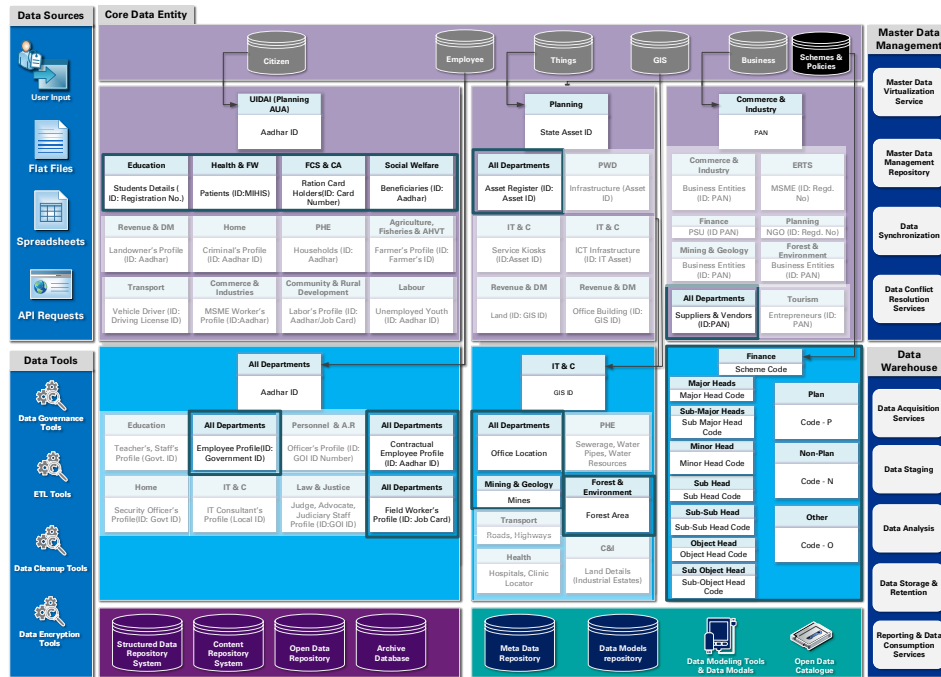 Data Sources
Core Data Entity
Master Data
Management
User Input
Flat Files
Spreadsheets
API Requests
Citizen
Employee
Things
GIS
Business
Schemes &
Policies
UIDAI (Planning
AUA)
Aadhar ID
Planning
State Asset ID
Commerce &
Industry
PAN
Education
Students Details (
ID: Registration No.)
Health & FW
Patients (ID:MIHIS)
FCS & CA
Ration Card
Holders(ID: Card
Number)
Social Welfare
Beneficiaries (ID:
Aadhar)
Revenue & DM
Landowner's Profile
(ID: Aadhar)
Home
Criminal's Profile
(ID: Aadhar ID)
PHE
Households (ID:
Aadhar)
Agriculture,
Fisheries & AHVT
Farmer's Profile (ID:
Farmer's ID)
Transport
Vehicle Driver (ID:
Driving License ID)
Commerce &
Industries
MSME Worker's
Profile (ID:Aadhar)
Community & Rural
Development
Labor's Profile (ID:
Aadhar/Job Card)
Labour
Unemployed Youth
(ID: Aadhar ID)
All Departments
Asset Register (ID:
Asset ID)
PWD
Infrastructure (Asset
ID)
IT & C
Service Kiosks
(ID:Asset ID)
IT & C
ICT Infrastructure
(ID: IT Asset)
Revenue & DM
Land (ID: GIS ID)
Revenue & DM
Office Building (ID:
GIS ID)
Commerce &
Industry
Business Entities
(ID: PAN)
ERTS
MSME (ID: Regd.
No)
Finance
PSU (ID PAN)
Planning
NGO (ID: Regd. No)
Mining & Geology
Business Entities
(ID: PAN)
Forest &
Environment
Business Entities
(ID: PAN)
All Departments
Suppliers & Vendors
(ID:PAN)
Tourism
Entrepreneurs (ID:
PAN)
Master Data
Virtualization
Service
Master Data
Management
Repository
Data
Synchronization
Data Conflict
Resolution
Services
Data Tools
Data Governance
Tools
ETL Tools
Data Cleanup Tools
Data Encryption
Tools
All Departments
Aadhar ID
Education
Teacher's, Staff's
Profile (Govt. ID)
All Departments
Employee Profile(ID:
Government ID)
Personnel & A.R
Officer's Profile (ID:
GOI ID Number)
All Departments
Contractual
Employee Profile
(ID: Aadhar ID)
Home
Security Officer's
Profile(ID: Govt ID)
IT & C
IT Consultant's
Profile (Local ID)
Law & Justice
Judge, Advocate,
Judiciary Staff
Profile (ID:GOI ID)
All Departments
Field Worker's
Profile (ID: Job Card)
IT & C
GIS ID
All Departments
Office Location
PHE
Sewerage, Water
Pipes, Water
Resources
Mining & Geology
Mines
Forest &
Environment
Forest Area
Transport
Roads, Highways
Health
Hospitals, Clinic
Locator
C&I
Land Details
(Industrial Estates)
Finance
Scheme Code
Major Heads
Major Head Code
Sub-Major Heads
Sub Major Head
Code
Minor Head
Minor Head Code
Sub Head
Sub Head Code
Sub-Sub Head
Sub-Sub Head Code
Object Head
Object Head Code
Sub Object Head
Sub-Object Head
Code
Plan
Code - P
Non-Plan
Code - N
Other
Code - O
Data
Warehouse
Data Acquisition
Services
Data Staging
Data Analysis
Data Storage &
Retention
Reporting & Data
Consumption
Services
Structured Data
Repository
System
Content
Repository
System
Open Data
Repository
Archive
Database
Meta Data
Repository
Data Models
repository
Data Modeling Tools
& Data Modals
Open Data
Catalogue